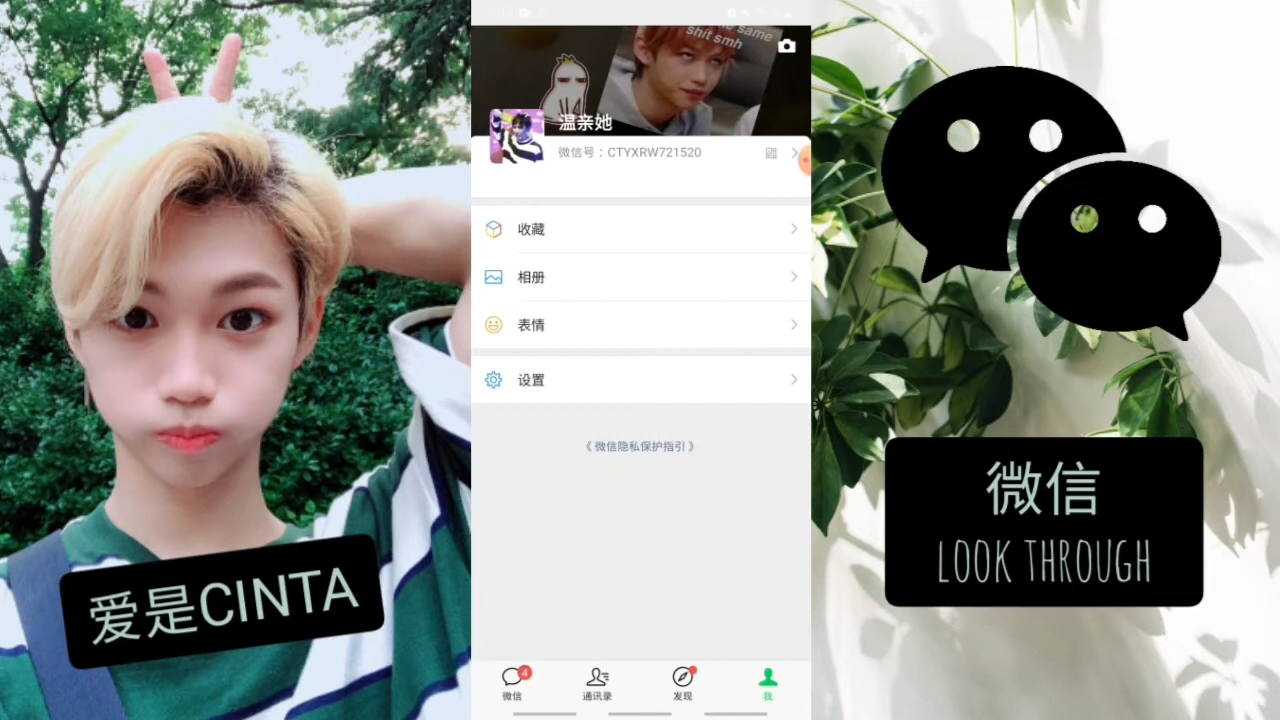 same
shit smh
温亲她
微信号：CTYXRW721520
收藏
相册
表情
设置
《 微信隐私保护指引 》
4
微信
通讯录
发现
我
爱是CINTA
微信
LOOK THROUGH